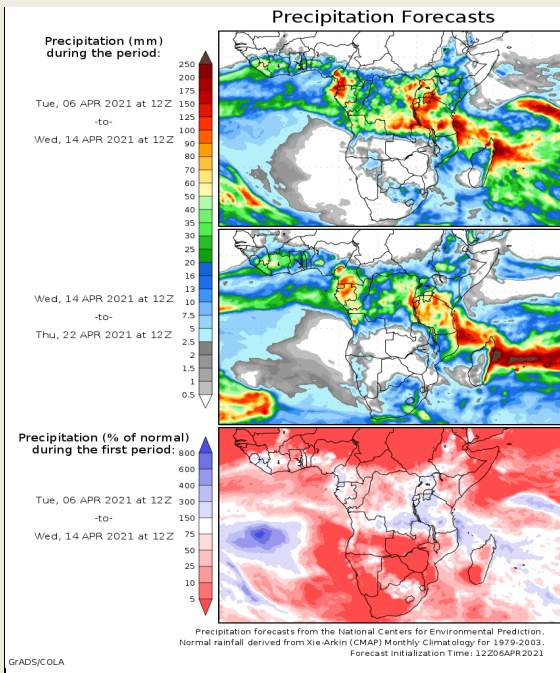 Precipitation Forecasts
Precipitation (mm)
during the period:
Tue, 06 APR 2021 at 12Z
-to-
Wed, 14 APR 2021 at 12Z
250
200
175
150
125
100
90
80
70
60
50
40
35
30
25
20
16
13
10
7.5
5
2.5
2
1.5
1
0.5
Wed, 14 APR 2021 at 12Z
-to-
Thu, 22 APR 2021 at 12Z
Precipitation (% of normal)
during the first period:
Tue, 06 APR 2021 at 12Z
-to-
Wed, 14 APR 2021 at 12Z
800
600
400
300
150
75
50
25
10
5
Precipitation forecasts from the National Centers for Environmental Prediction.
Normal rainfall derived from Xie-Arkin (CMAP) Monthly Climatology for 1979-2003.
Forecast Initialization Time: 12Z06APR2021
GrADS/COLA